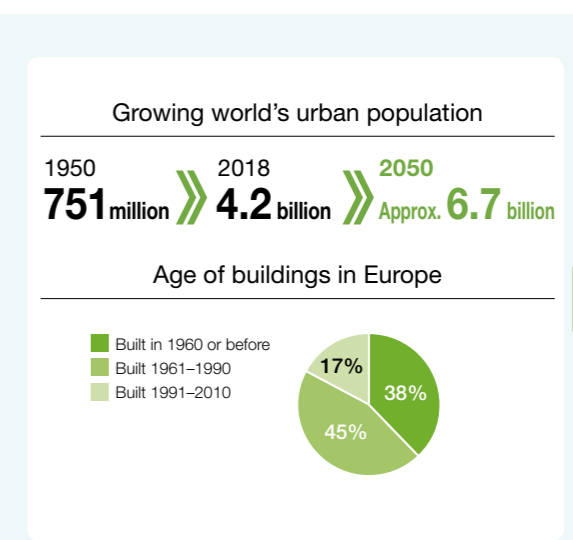 Growing world's urban population
1950 2018 2050
751 million 4.2 billion Approx. 6.7 billion
Age of buildings in Europe
Built in 1960 or before
Built 1961–1990
Built 1991–2010
17%
38%
45%